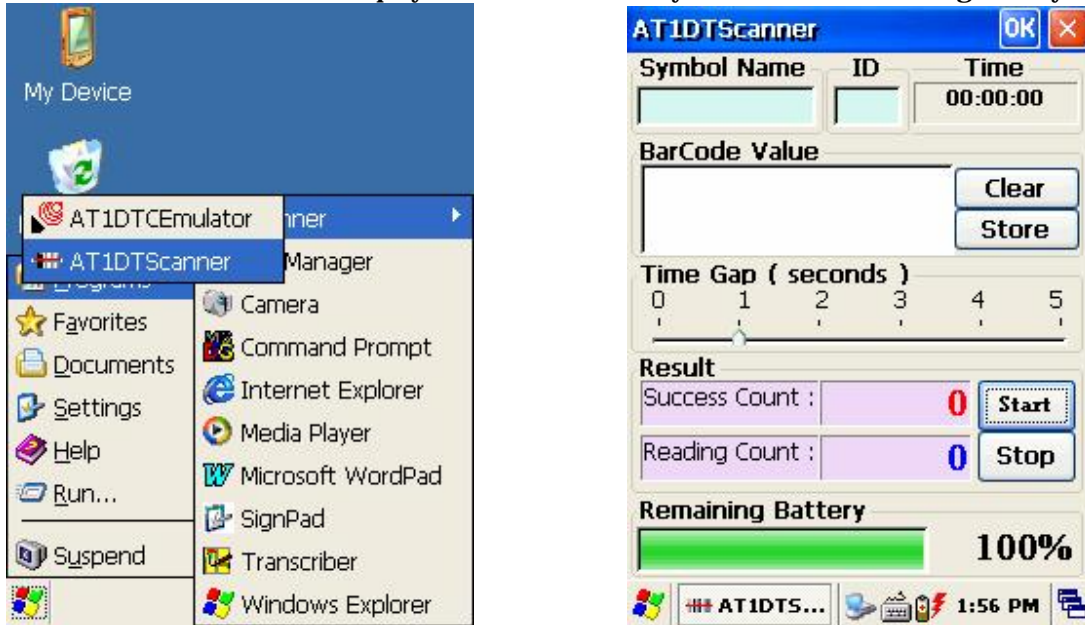 My Device
AT1DTCEmulator
AT1DTScanner
Manager
Programs
Favorites
Documents
Settings
Help
Run...
Suspend
Camera
Command Prompt
Internet Explorer
Media Player
Microsoft WordPad
SignPad
Transcriber
Windows Explorer
AT1DTScanner OK
Symbol Name ID Time
00:00:00
BarCode Value
Clear
Store
Time Gap ( seconds )
0 1 2 3 4 5
Result
Success Count : 0 Start
Reading Count : 0 Stop
Remaining Battery
100%
AT1DTS... 1:56 PM